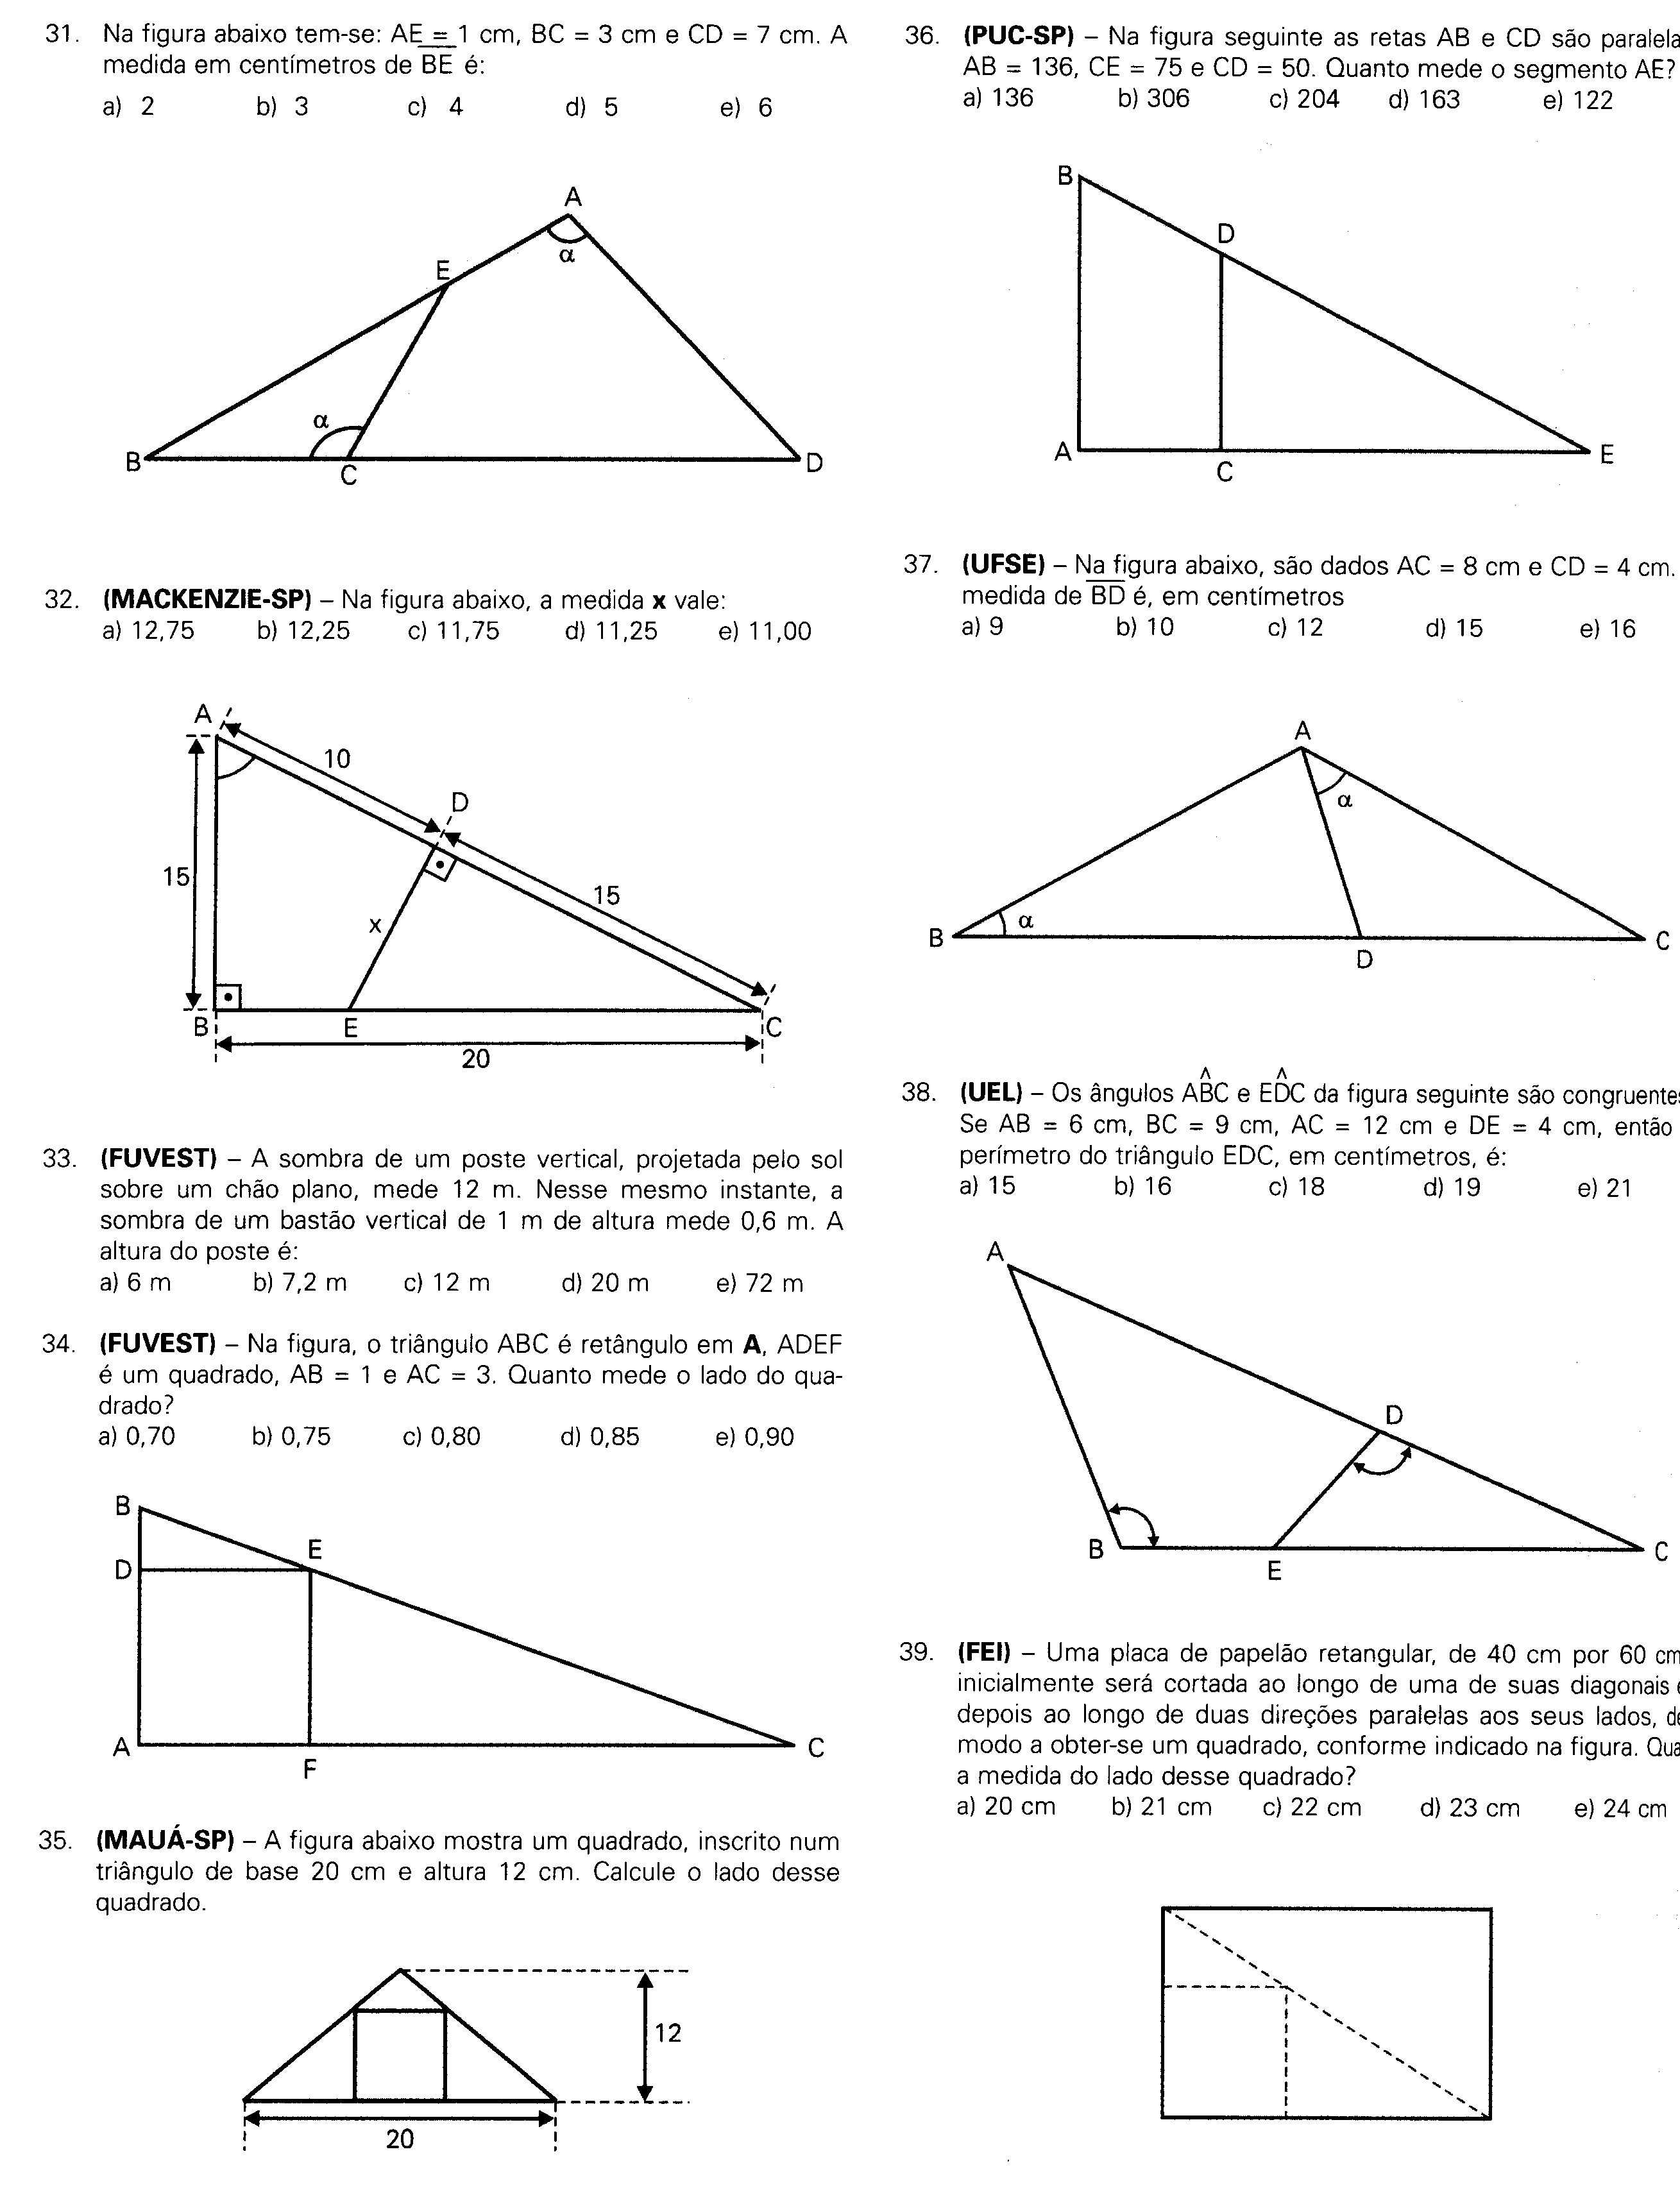 31. Na figura abaixo tem-se: AE = 1 cm, BC = 3 cm e CD = 7 cm. A
medida em centímetros de BE é:
a) 2 b) 3 c) 4 d) 5 e) 6
A
α
E
α
B
C
D
32. (MACKENZIE-SP) – Na figura abaixo, a medida x vale:
a) 12,75 b) 12,25 c) 11,75 d) 11,25 e) 11,00
A
10
D
15
15
x
B
E
C
20
33. (FUVEST) – A sombra de um poste vertical, projetada pelo sol
sobre um chão plano, mede 12 m. Nesse mesmo instante, a
sombra de um bastão vertical de 1 m de altura mede 0,6 m. A
altura do poste é:
a) 6 m b) 7,2 m c) 12 m d) 20 m e) 72 m
34. (FUVEST) – Na figura, o triângulo ABC é retângulo em A, ADEF
é um quadrado, AB = 1 e AC = 3. Quanto mede o lado do qua-
drado?
a) 0,70 b) 0,75 c) 0,80 d) 0,85 e) 0,90
B
E
D
A
F
C
35. (MAUÁ-SP) – A figura abaixo mostra um quadrado, inscrito num
triângulo de base 20 cm e altura 12 cm. Calcule o lado desse
quadrado.
12
20
36. (PUC-SP) – Na figura seguinte as retas AB e CD são paralela
AB = 136, CE = 75 e CD = 50. Quanto mede o segmento AE?
a) 136 b) 306 c) 204 d) 163 e) 122
B
D
A
C
E
37. (UFSE) – Na figura abaixo, são dados AC = 8 cm e CD = 4 cm.
medida de BD é, em centímetros
a) 9 b) 10 c) 12 d) 15 e) 16
A
α
B
α
D
C
38. (UEL) – Os ângulos AB̂C e ED̂C da figura seguinte são congruentes
Se AB = 6 cm, BC = 9 cm, AC = 12 cm e DE = 4 cm, então
perímetro do triângulo EDC, em centímetros, é:
a) 15 b) 16 c) 18 d) 19 e) 21
A
D
B
E
C
39. (FEI) – Uma placa de papelão retangular, de 40 cm por 60 cm
inicialmente será cortada ao longo de uma de suas diagonais e
depois ao longo de duas direções paralelas aos seus lados, de
modo a obter-se um quadrado, conforme indicado na figura. Qua
a medida do lado desse quadrado?
a) 20 cm b) 21 cm c) 22 cm d) 23 cm e) 24 cm